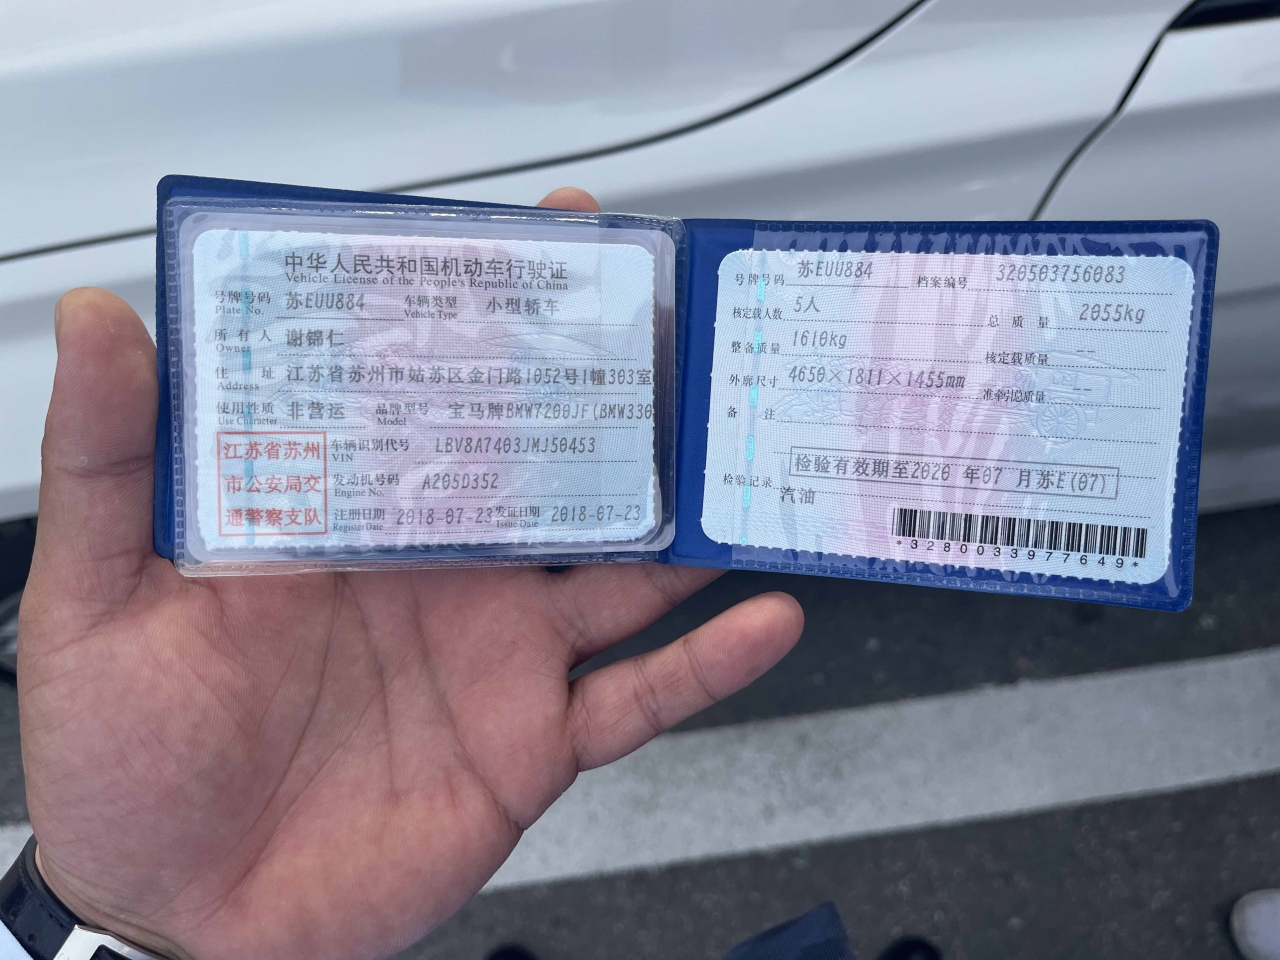 中华人民共和国机动车行驶证
Vehicle License of the People's Republic of China
号牌号码 苏EUU884 车辆类型 小型轿车
Plate No. Vehicle Type
所有人 谢锦仁
Owner
住址 江苏省苏州市姑苏区金门路1052号1幢303室
Address
使用性质 非营运 品牌型号 宝马牌BMW7200JF(BMW330
Use Character Model
江苏省苏州
市公安局交
通警察支队
车辆识别代号 LBV8A7403JMJ50453
VIN
发动机号码 A205D352
Engine No.
注册日期 2018-07-23 发证日期 2018-07-23
Register Date Issue Date
号牌号码 苏EUU884 档案编号 320503756083
核定载人数 5人 总质量 2055kg
整备质量 1610kg 核定载质量 --
外廓尺寸 4650×1811×1455mm 准牵引总质量 --
备注
检验有效期至2020 年07 月苏E(07)
检验记录
汽油
*3280033977649*